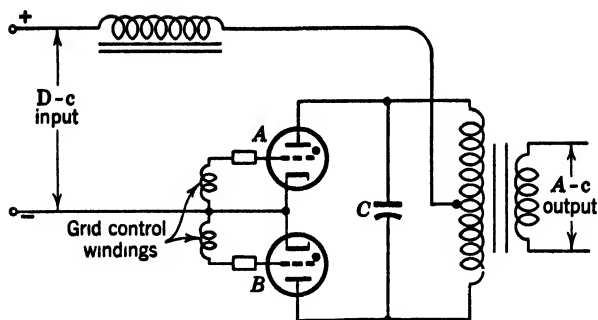 +
D-c
input
A
−
Grid control
windings
C
A-c
output
B